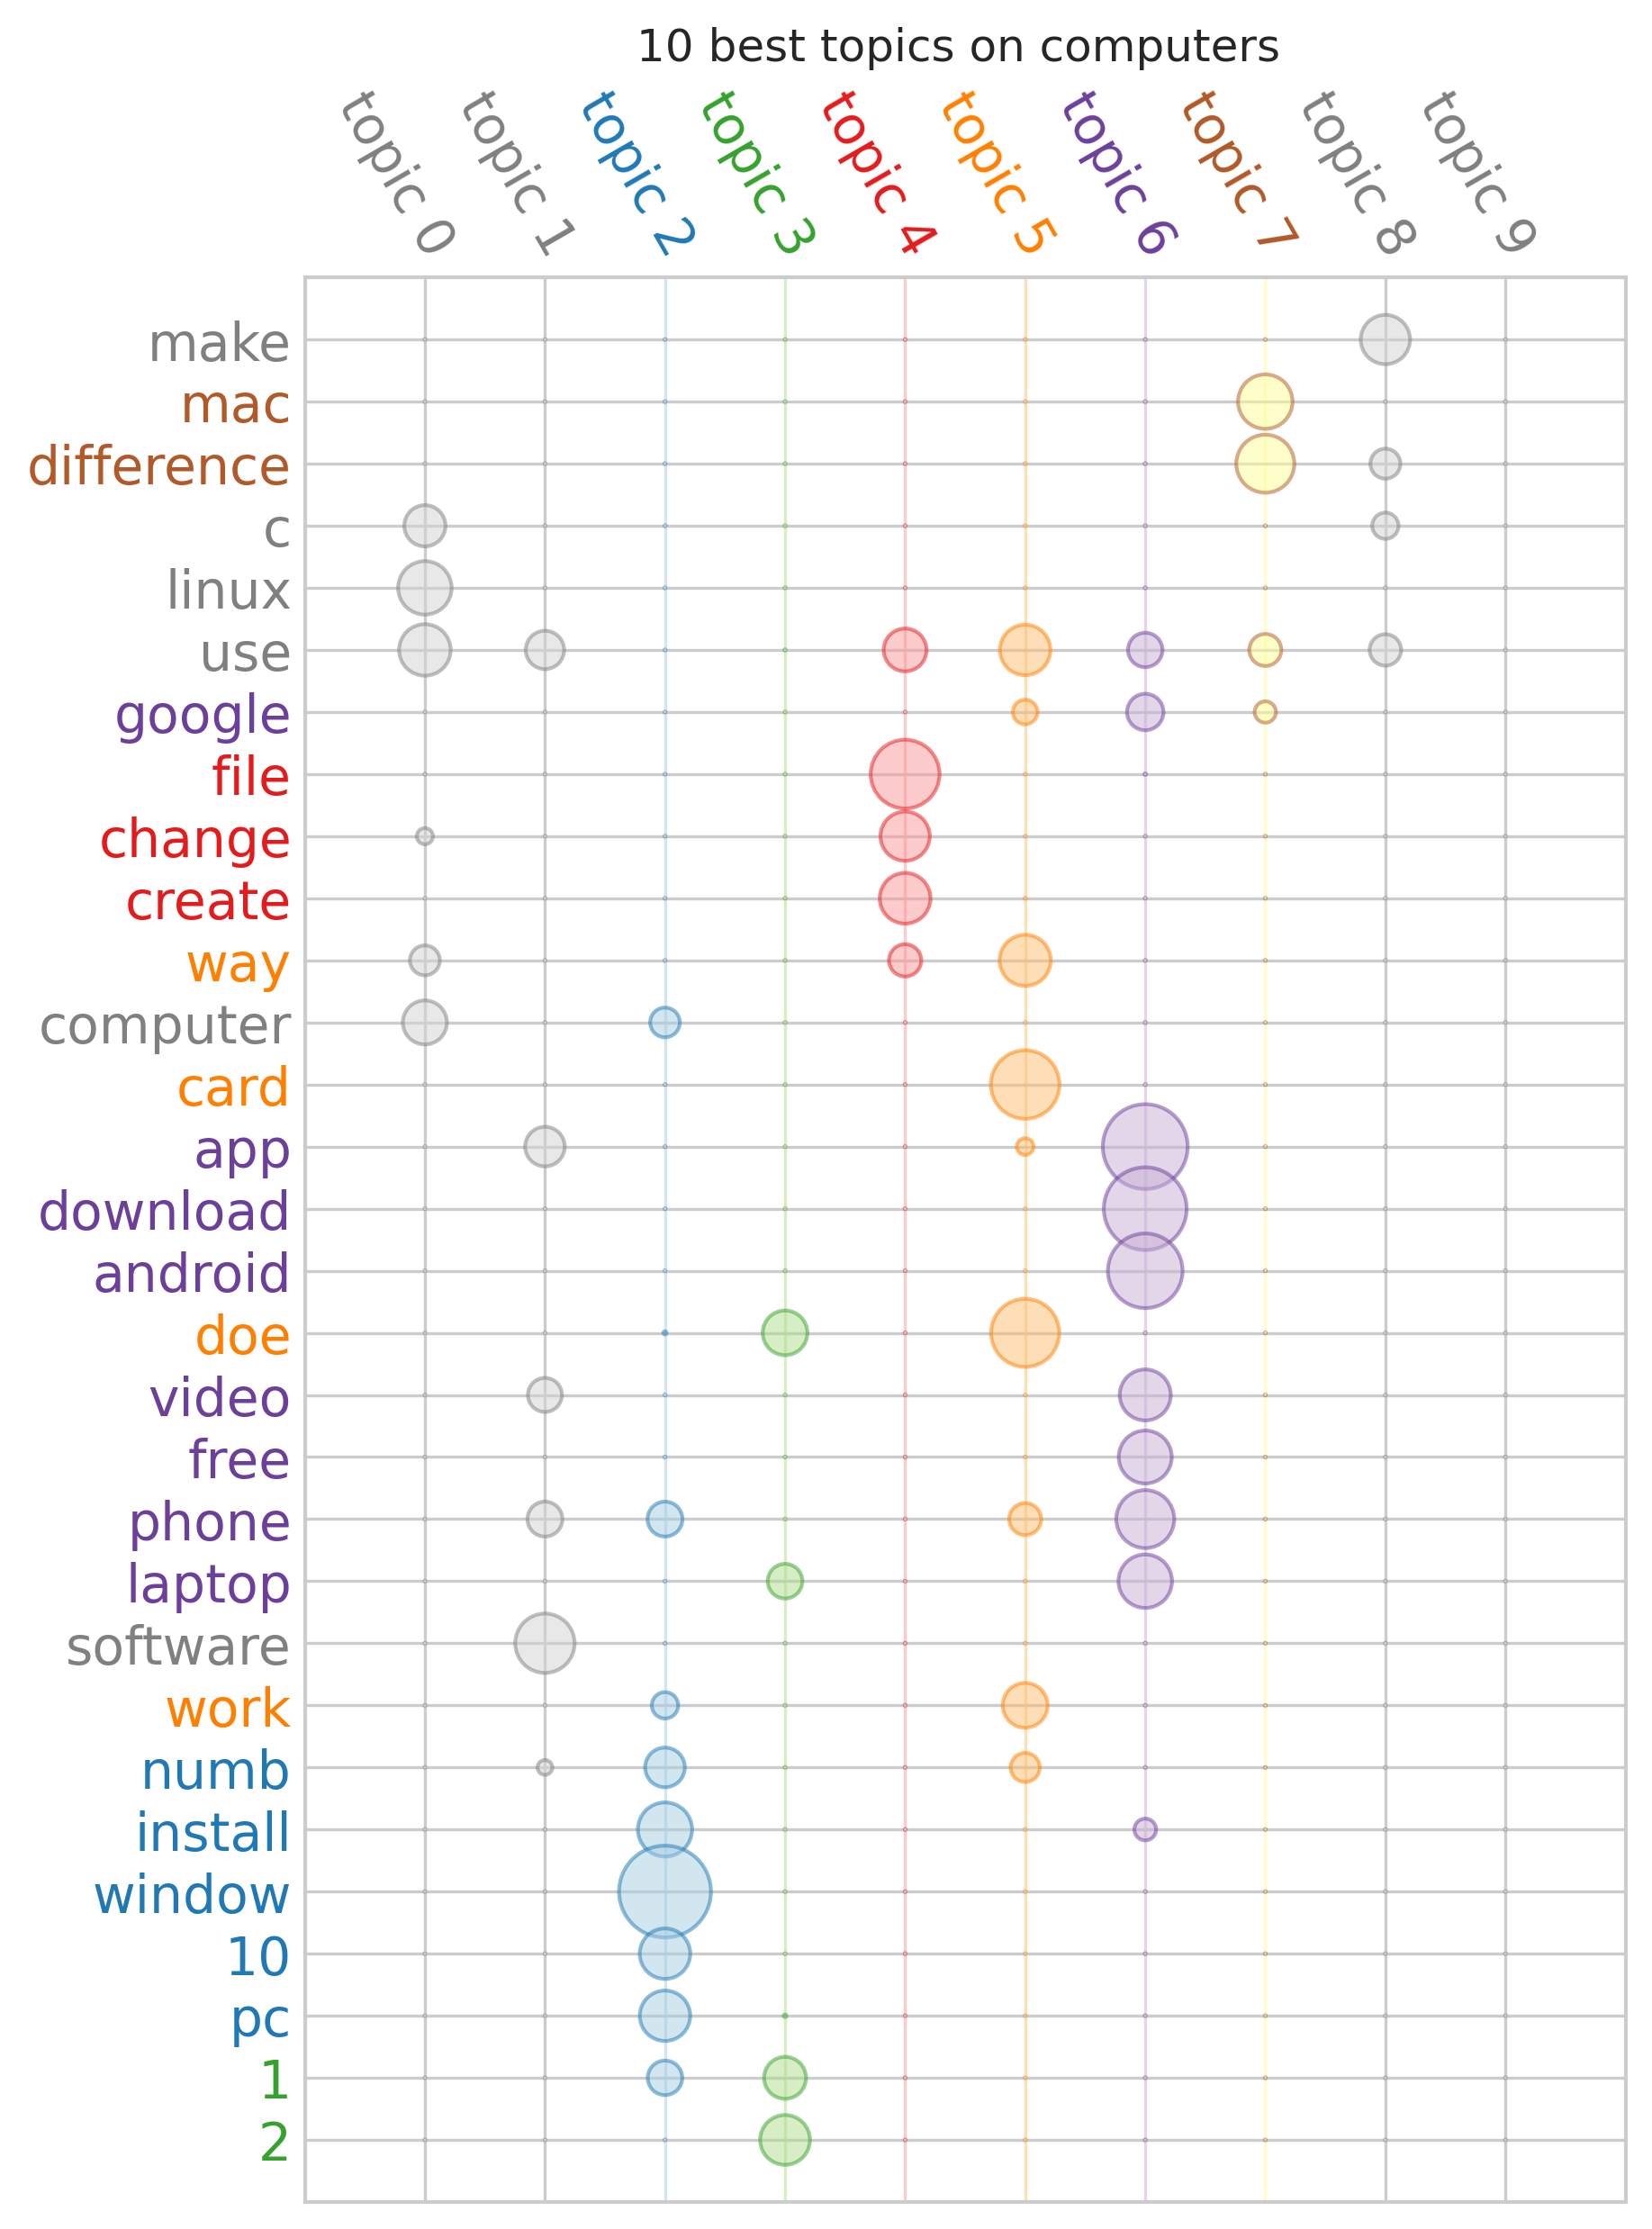 10 best topics on computers
topic 0
topic 1
topic 2
topic 3
topic 4
topic 5
topic 6
topic 7
topic 8
topic 9
make
mac
difference
c
linux
use
google
file
change
create
way
computer
card
app
download
android
doe
video
free
phone
laptop
software
work
numb
install
window
10
pc
1
2